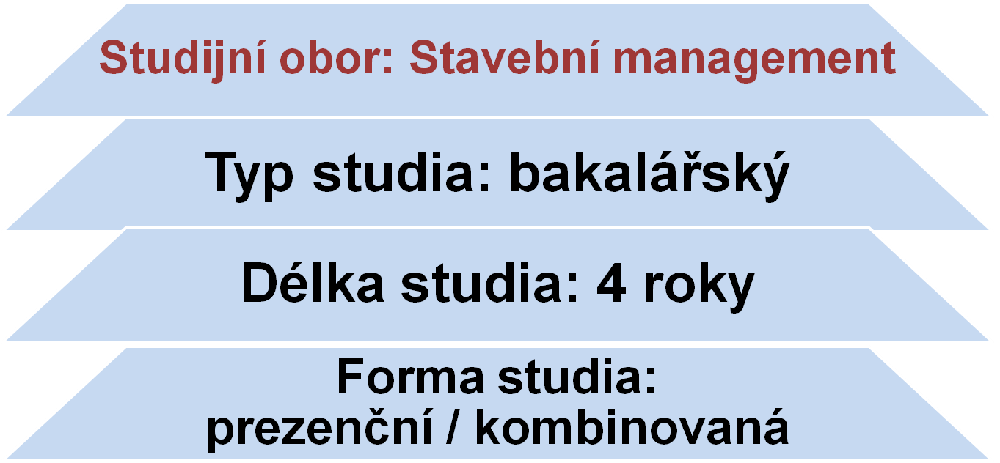 Studijní obor: Stavební management
Typ studia: bakalářský
Délka studia: 4 roky
Forma studia:
prezenční / kombinovaná